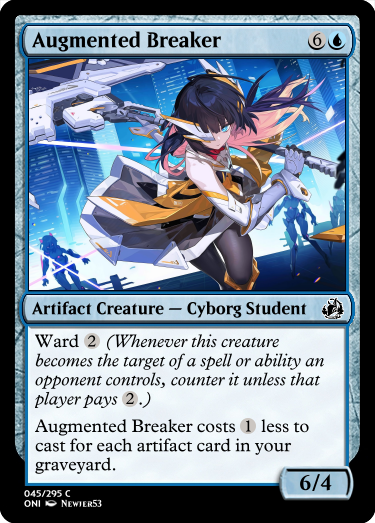 Augmented Breaker 6
Artifact Creature — Cyborg Student
Ward 2 (Whenever this creature
becomes the target of a spell or ability an
opponent controls, counter it unless that
player pays 2.)
Augmented Breaker costs 1 less to
cast for each artifact card in your
graveyard.
6/4
045/295 C
ONI Newier53